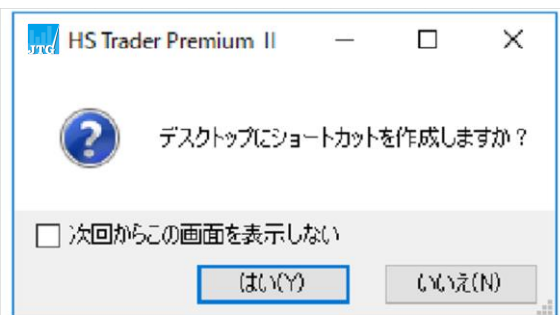 JTG HS Trader Premium II
デスクトップにショートカットを作成しますか?
次回からこの画面を表示しない
はい(Y) いいえ(N)